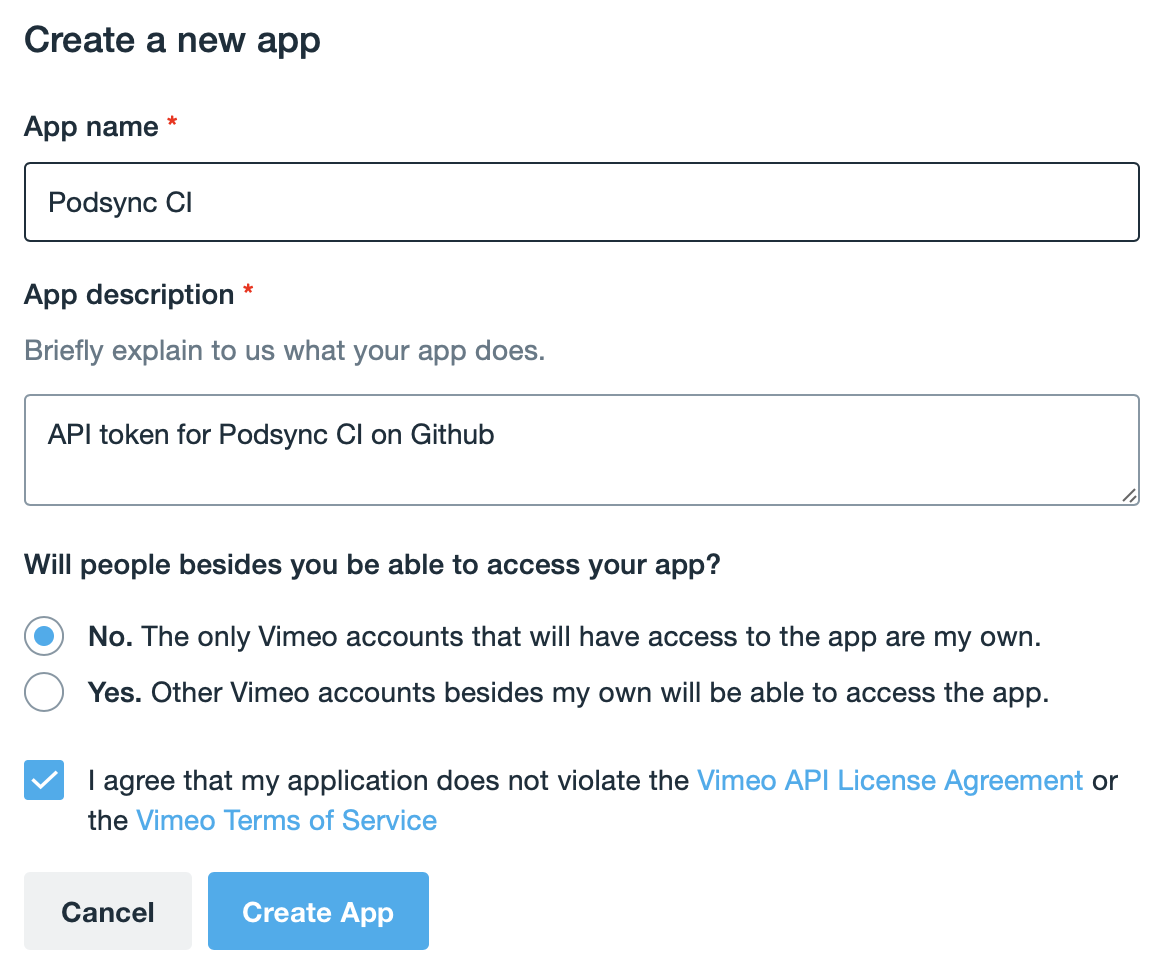 Create a new app
App name *
Podsync CI
App description *
Briefly explain to us what your app does.
API token for Podsync CI on Github
Will people besides you be able to access your app?
No. The only Vimeo accounts that will have access to the app are my own.
Yes. Other Vimeo accounts besides my own will be able to access the app.
I agree that my application does not violate the Vimeo API License Agreement or
the Vimeo Terms of Service
Cancel
Create App